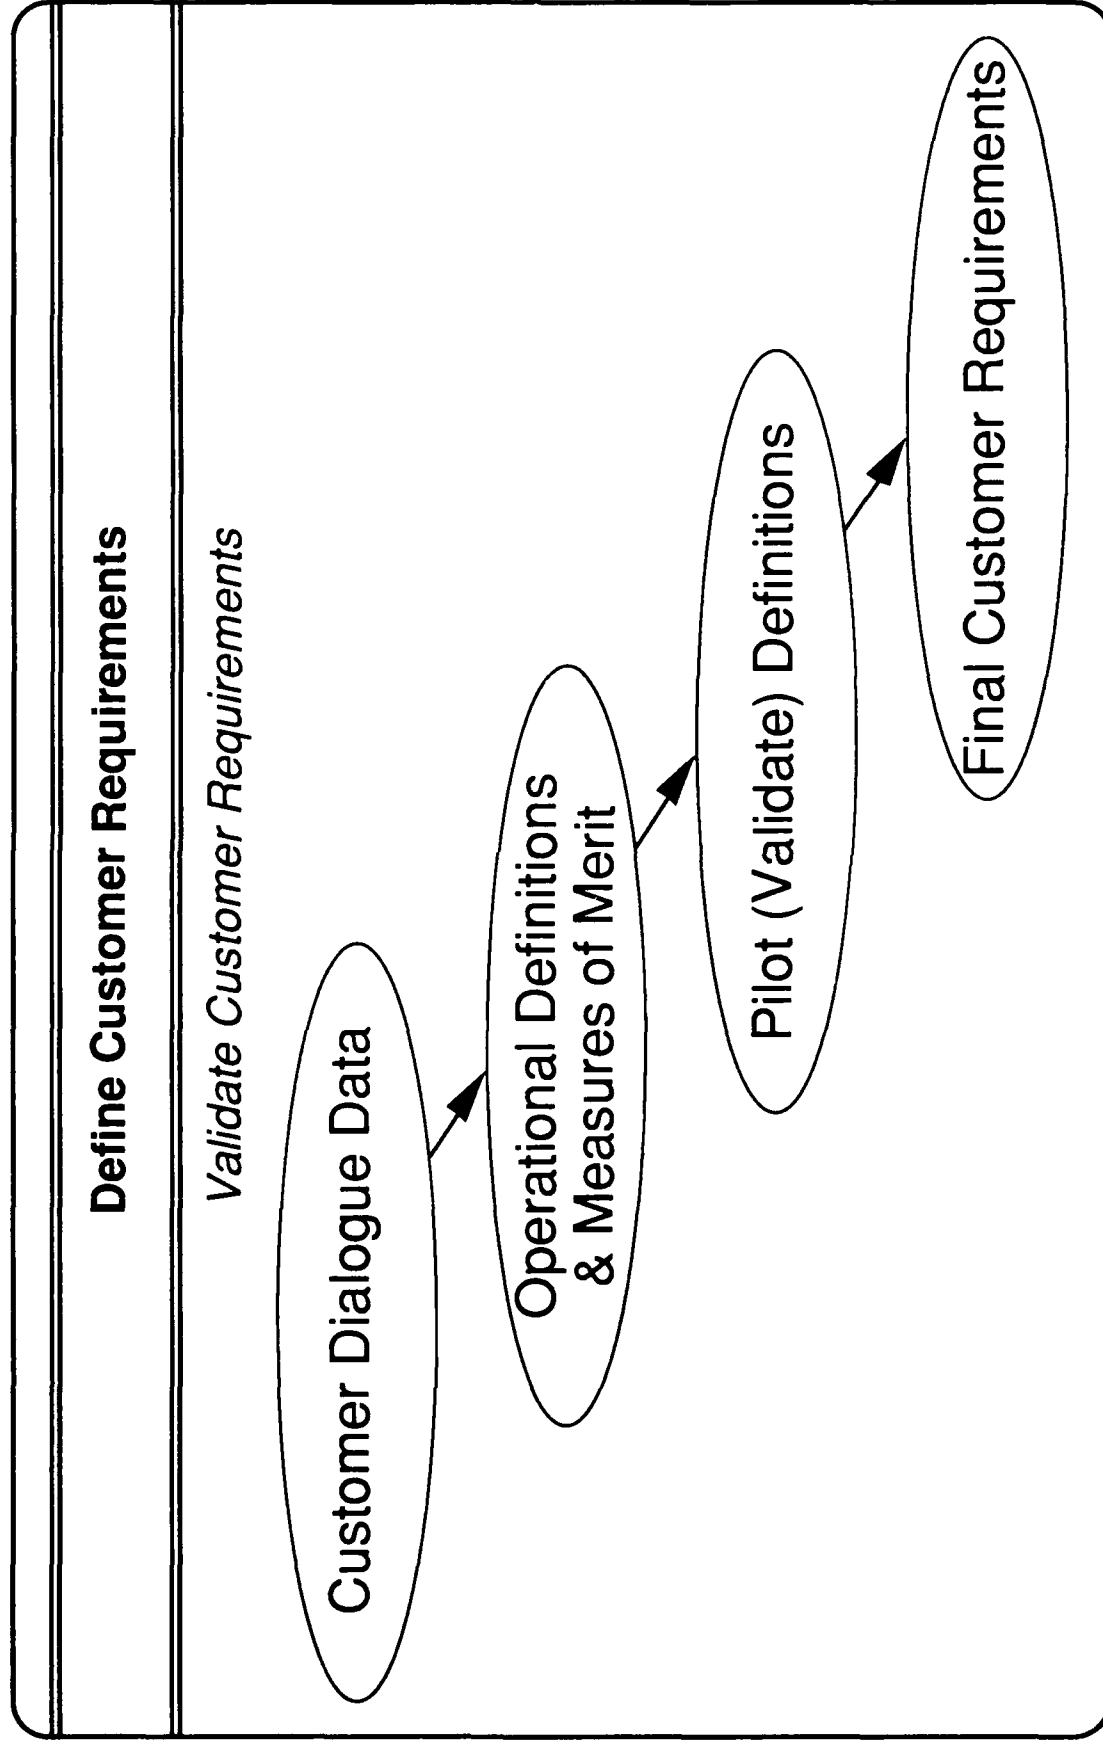 Define Customer Requirements
Validate Customer Requirements
Customer Dialogue Data
Operational Definitions
& Measures of Merit
Pilot (Validate) Definitions
Final Customer Requirements